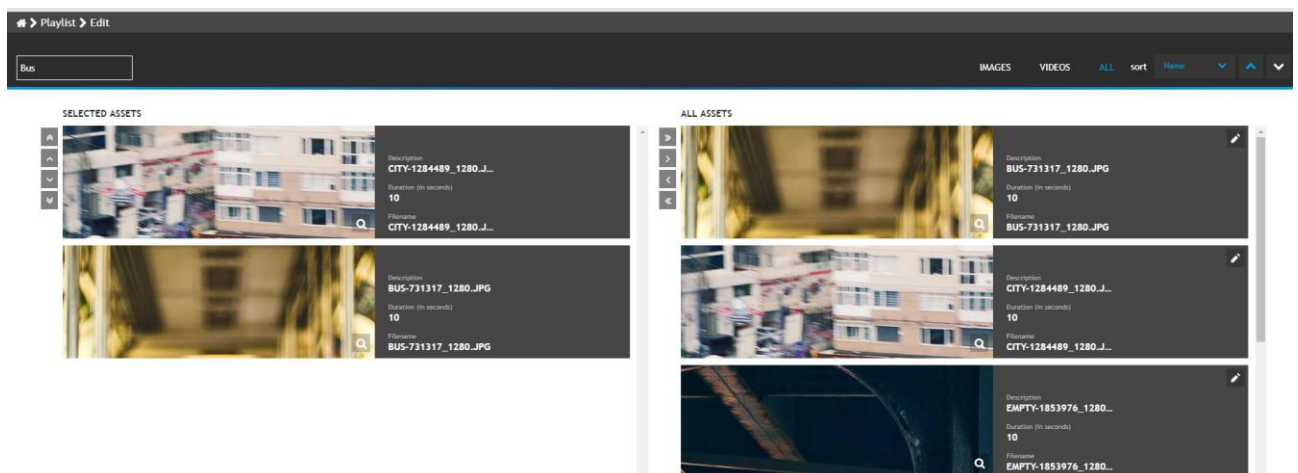 Playlist Edit
Bus
IMAGES VIDEOS ALL sort Name
SELECTED ASSETS
Description
CITY-1284489_1280.J...
Duration (in seconds)
10
Filename
CITY-1284489_1280.J...
Description
BUS-731317_1280.JPG
Duration (in seconds)
10
Filename
BUS-731317_1280.JPG
ALL ASSETS
Description
BUS-731317_1280.JPG
Duration (in seconds)
10
Filename
BUS-731317_1280.JPG
Description
CITY-1284489_1280.J...
Duration (in seconds)
10
Filename
CITY-1284489_1280.J...
Description
EMPTY-1853976_1280...
Duration (in seconds)
10
Filename
EMPTY-1853976_1280...